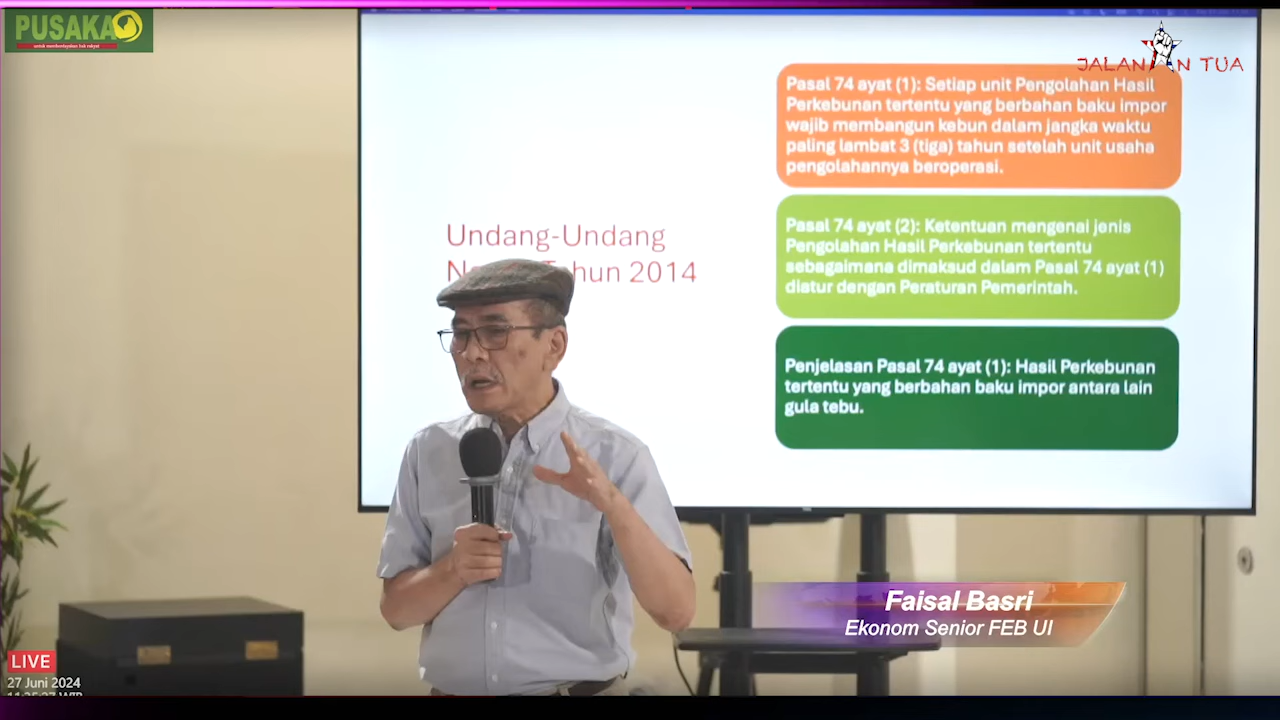 PUSAKA
untuk memberdayakan hak rakyat
JALANAN TUA
Undang-Undang
Tahun 2014
Pasal 74 ayat (1): Setiap unit Pengolahan Hasil
Perkebunan tertentu yang berbahan baku impor
wajib membangun kebun dalam jangka waktu
paling lambat 3 (tiga) tahun setelah unit usaha
pengolahannya beroperasi.
Pasal 74 ayat (2): Ketentuan mengenai jenis
Pengolahan Hasil Perkebunan tertentu
sebagaimana dimaksud dalam Pasal 74 ayat (1)
diatur dengan Peraturan Pemerintah.
Penjelasan Pasal 74 ayat (1): Hasil Perkebunan
tertentu yang berbahan baku impor antara lain
gula tebu.
Faisal Basri
Ekonom Senior FEB UI
LIVE
27 Juni 2024